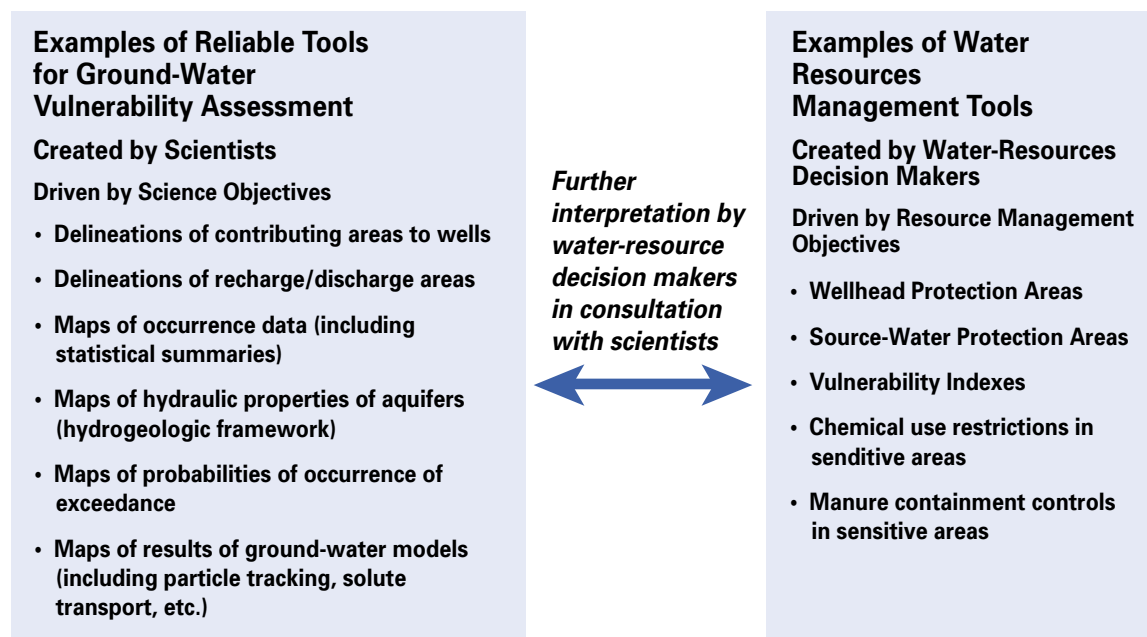 Examples of Reliable Tools
for Ground-Water
Vulnerability Assessment
Created by Scientists
Driven by Science Objectives
• Delineations of contributing areas to wells
• Delineations of recharge/discharge areas
• Maps of occurrence data (including
statistical summaries)
• Maps of hydraulic properties of aquifers
(hydrogeologic framework)
• Maps of probabilities of occurrence of
exceedance
• Maps of results of ground-water models
(including particle tracking, solute
transport, etc.)
Further
interpretation by
water-resource
decision makers
in consultation
with scientists
Examples of Water
Resources
Management Tools
Created by Water-Resources
Decision Makers
Driven by Resource Management
Objectives
• Wellhead Protection Areas
• Source-Water Protection Areas
• Vulnerability Indexes
• Chemical use restrictions in
senditive areas
• Manure containment controls
in sensitive areas